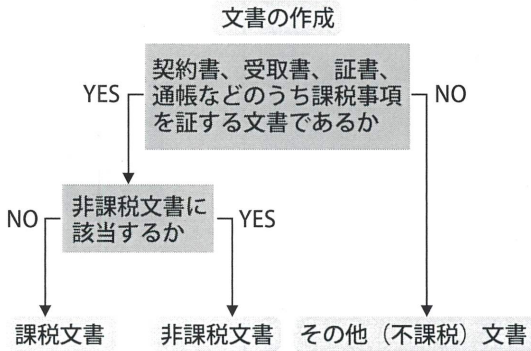 文書の作成
契約書、受取書、証書、
通帳などのうち課税事項
を証する文書であるか
YES
NO
非課税文書に
該当するか
NO
YES
課税文書
非課税文書
その他（不課税）文書